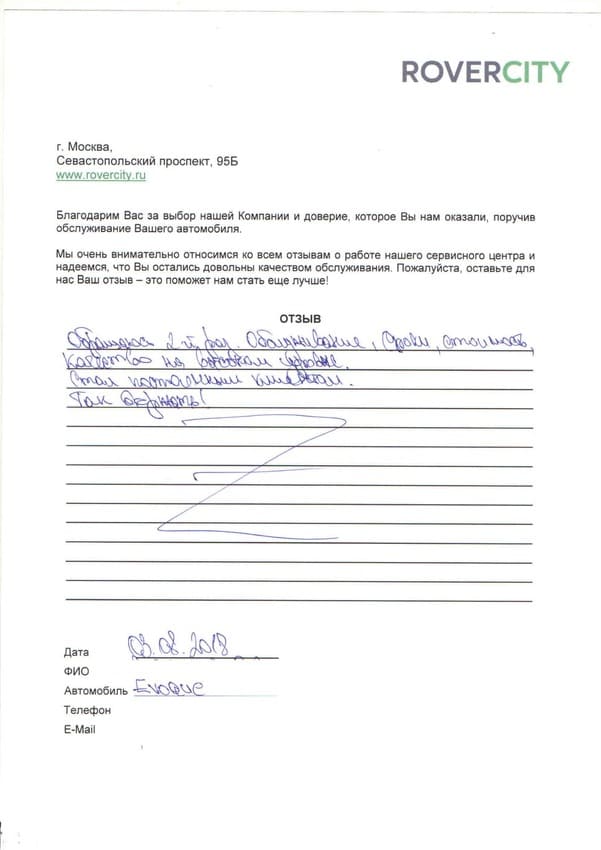 ROVERCITY
г. Москва,
Севастопольский проспект, 95Б
www.rovercity.ru
Благодарим Вас за выбор нашей Компании и доверие, которое Вы нам оказали, поручив
обслуживание Вашего автомобиля.
Мы очень внимательно относимся ко всем отзывам о работе нашего сервисного центра и
надеемся, что Вы остались довольны качеством обслуживания. Пожалуйста, оставьте для
нас Ваш отзыв – это поможет нам стать еще лучше!
ОТЗЫВ
Обращаюсь 2-й раз. Обслуживание, сроки, стоимость,
качество на высоком уровне.
Стал постоянным клиентом.
Так держать!
Дата 03.08.2018
ФИО
Автомобиль Evoque
Телефон
E-Mail